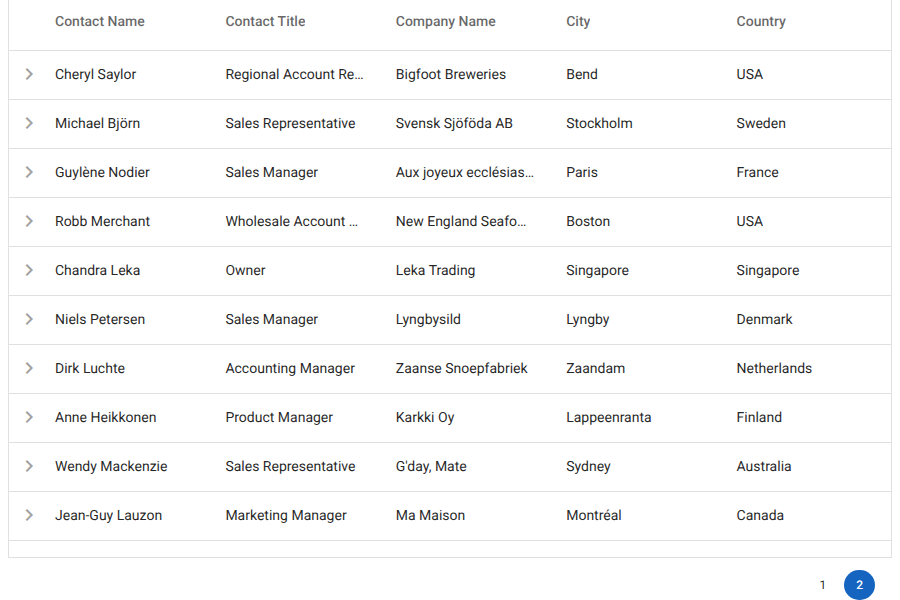 Contact Name Contact Title Company Name City Country
Cheryl Saylor Regional Account Re... Bigfoot Breweries Bend USA
Michael Björn Sales Representative Svensk Sjöföda AB Stockholm Sweden
Guylène Nodier Sales Manager Aux joyeux ecclésias... Paris France
Robb Merchant Wholesale Account ... New England Seafo... Boston USA
Chandra Leka Owner Leka Trading Singapore Singapore
Niels Petersen Sales Manager Lyngbysild Lyngby Denmark
Dirk Luchte Accounting Manager Zaanse Snoepfabriek Zaandam Netherlands
Anne Heikkonen Product Manager Karkki Oy Lappeenranta Finland
Wendy Mackenzie Sales Representative G'day, Mate Sydney Australia
Jean-Guy Lauzon Marketing Manager Ma Maison Montréal Canada
1 2